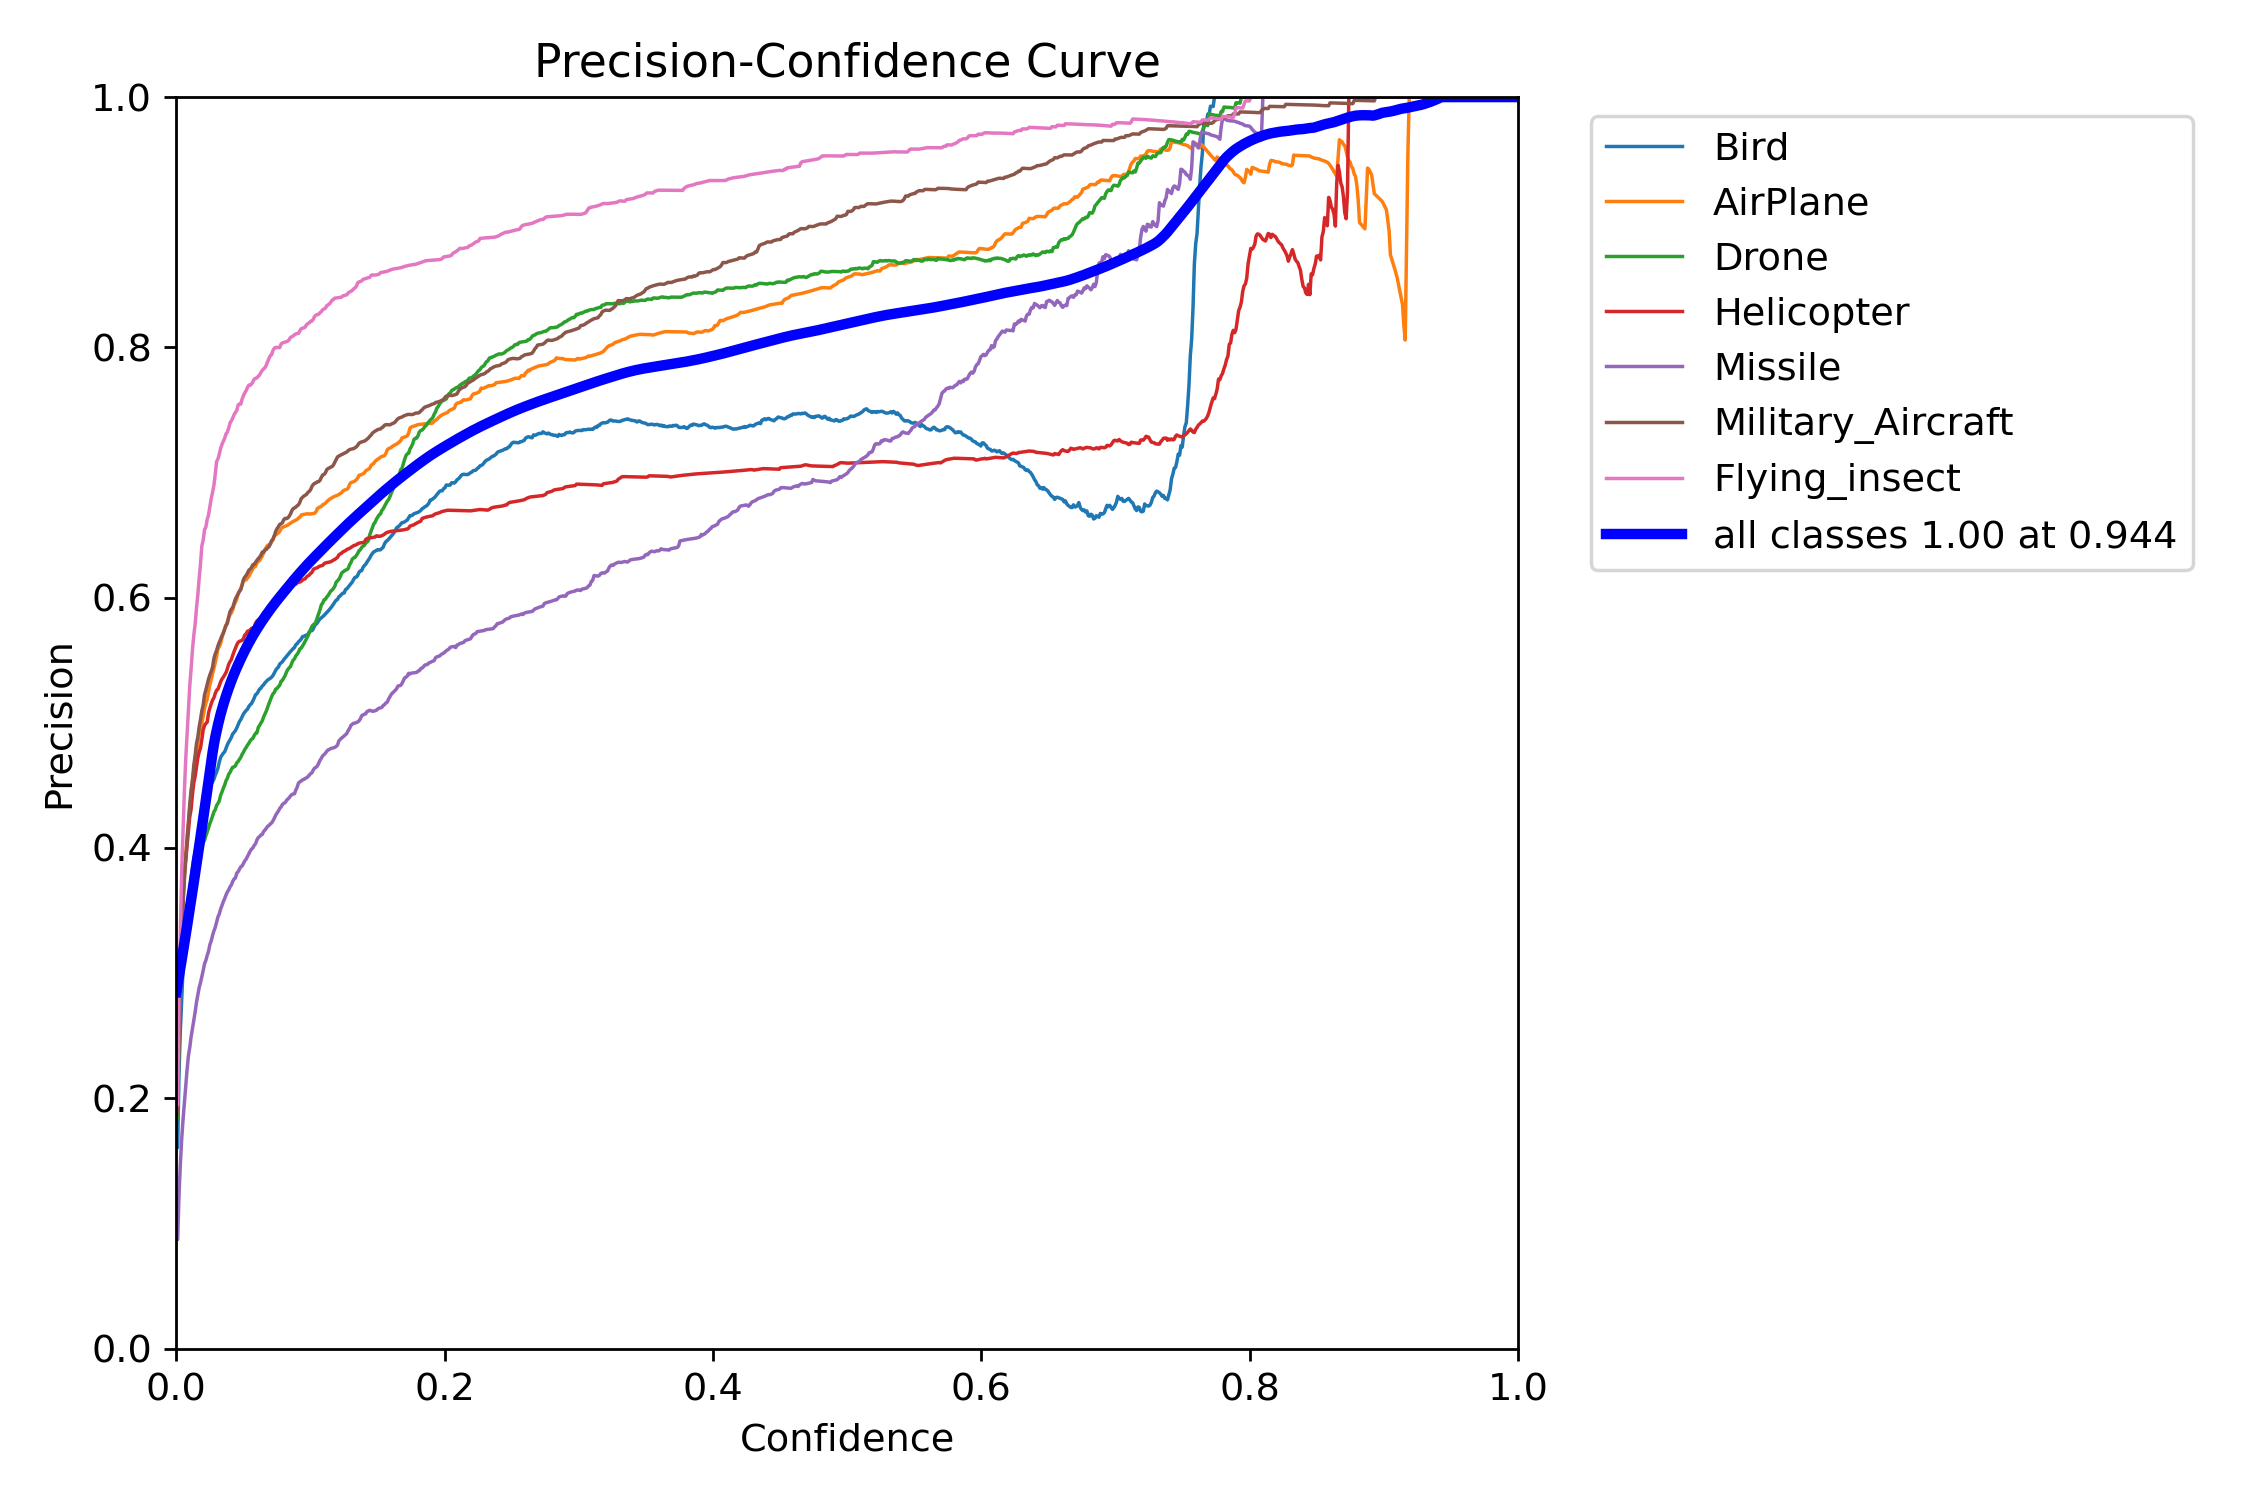 Precision-Confidence Curve
1.0
0.8
0.6
0.4
0.2
0.0
Precision
0.0 0.2 0.4 0.6 0.8 1.0
Confidence
Bird
AirPlane
Drone
Helicopter
Missile
Military_Aircraft
Flying_insect
all classes 1.00 at 0.944